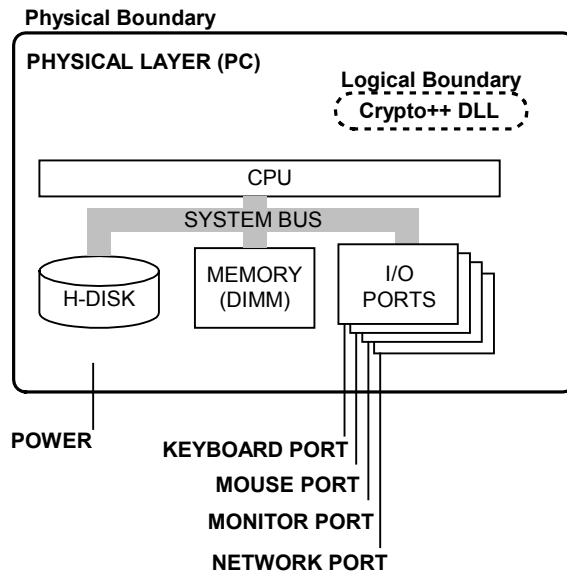 Physical Boundary
PHYSICAL LAYER (PC)
Logical Boundary
Crypto++ DLL
CPU
SYSTEM BUS
H-DISK
MEMORY
(DIMM)
I/O
PORTS
POWER
KEYBOARD PORT
MOUSE PORT
MONITOR PORT
NETWORK PORT